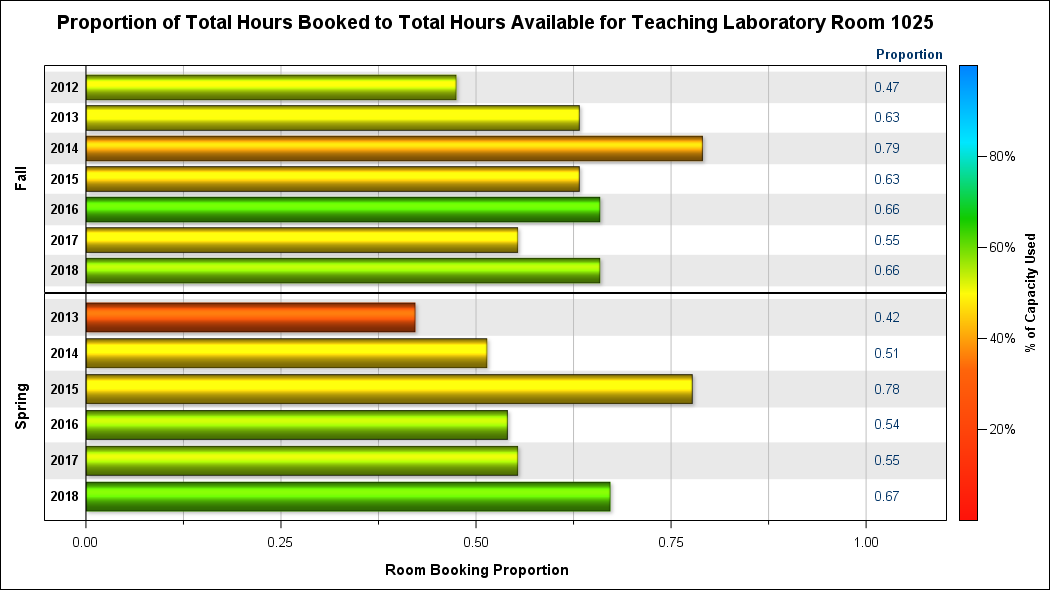 Proportion of Total Hours Booked to Total Hours Available for Teaching Laboratory Room 1025
Proportion
Fall
2012 0.47
2013 0.63
2014 0.79
2015 0.63
2016 0.66
2017 0.55
2018 0.66
Spring
2013 0.42
2014 0.51
2015 0.78
2016 0.54
2017 0.55
2018 0.67
0.00 0.25 0.50 0.75 1.00
Room Booking Proportion
80%
60%
40%
20%
% of Capacity Used